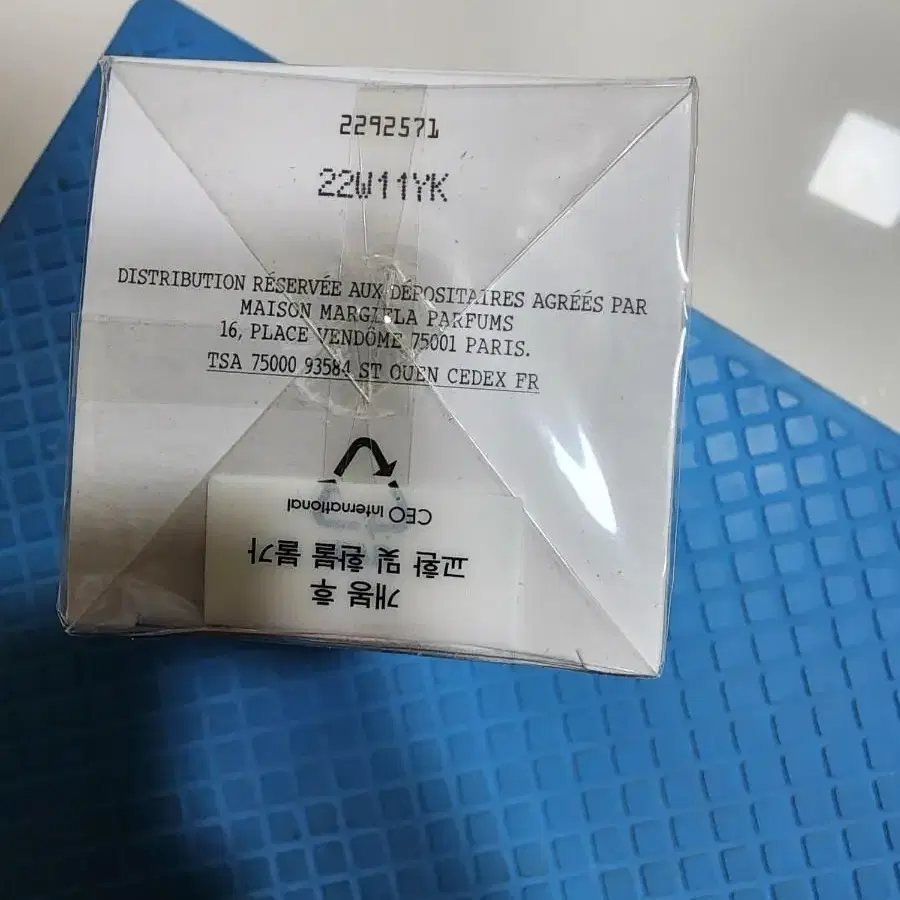 2292571
22W11YK
DISTRIBUTION RÉSERVÉE AUX DÉPOSITAIRES AGRÉÉS PAR
MAISON MARGIELA PARFUMS
16, PLACE VENDÔME 75001 PARIS.
TSA 75000 93584 ST OUEN CEDEX FR
개봉 후
교환 및 환불 불가
CEO International